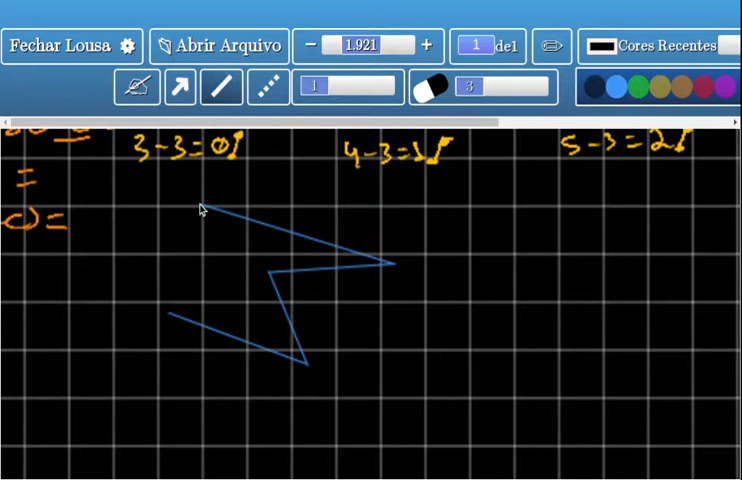 Fechar Lousa Abrir Arquivo − 1.921 + 1 de1 Cores Recentes
1 3
3-3=0 4-3=1 5-3=2
=
c)=